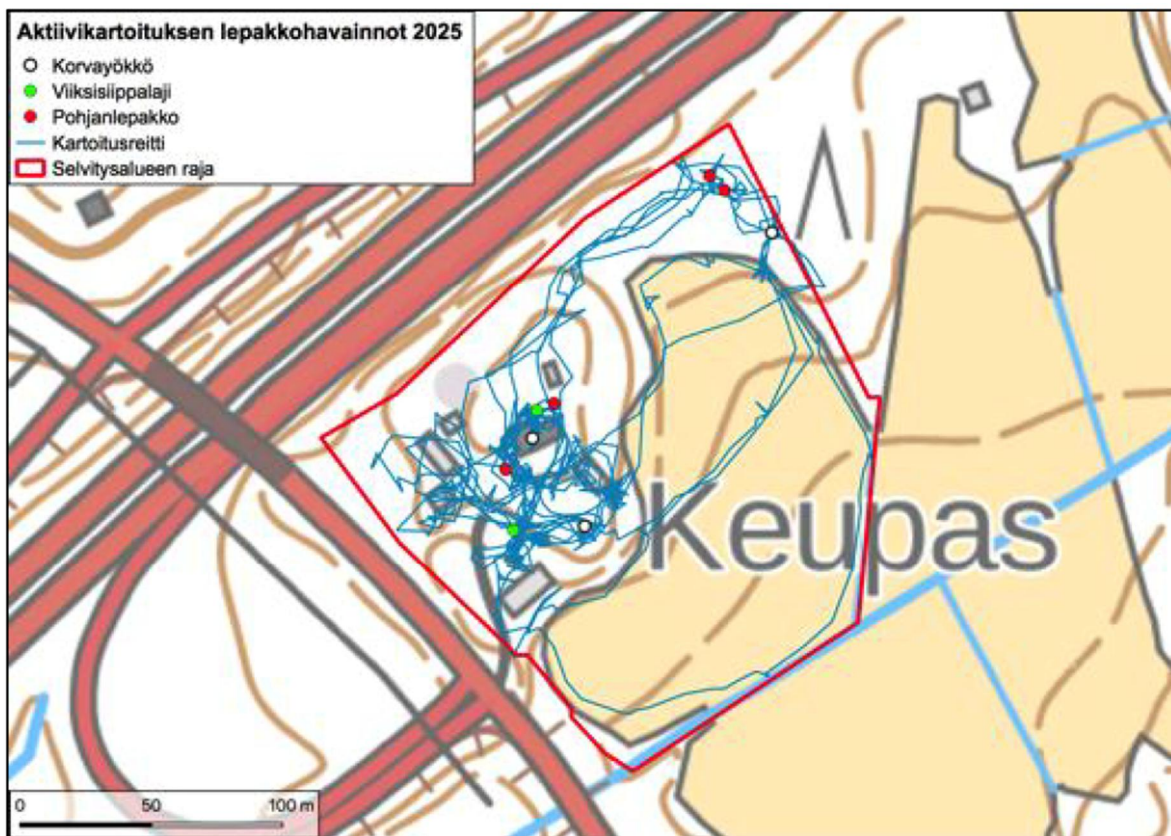 Aktiivikartoituksen lepakkohavainnot 2025
Korvayökkö
Viiksisiippalaji
Pohjanlepakko
Kartoitusreitti
Selvitysalueen raja
Keupas
0 50 100 m